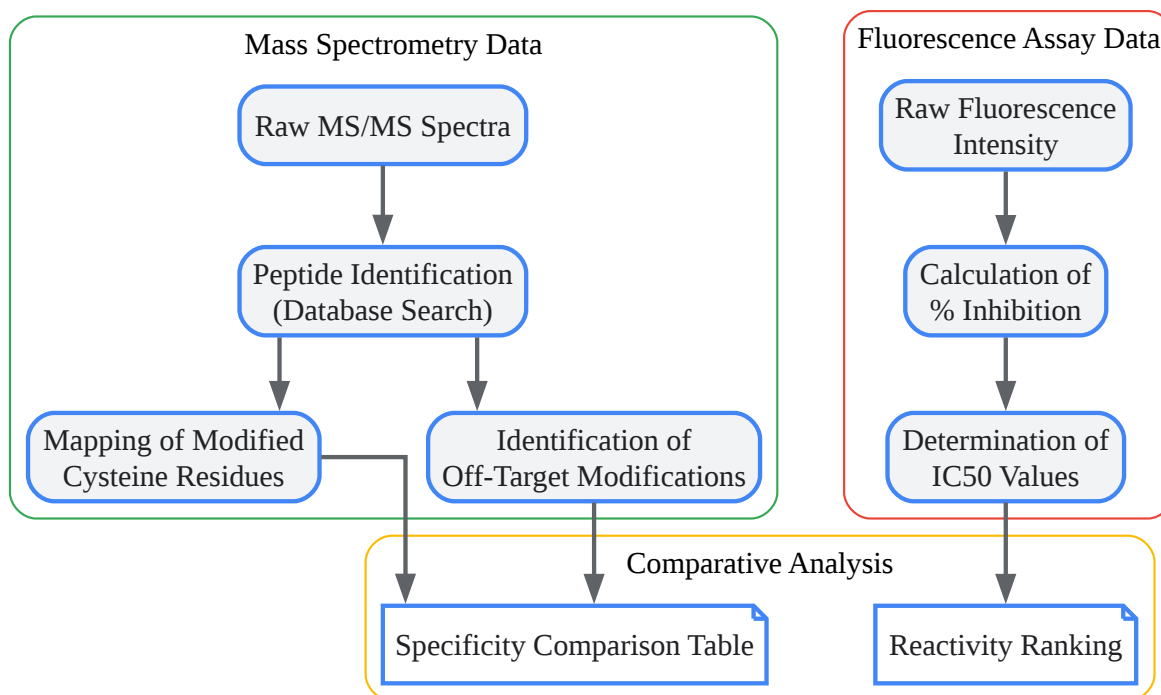 Mass Spectrometry Data
Raw MS/MS Spectra
Peptide Identification
(Database Search)
Mapping of Modified
Cysteine Residues
Identification of
Off-Target Modifications
Fluorescence Assay Data
Raw Fluorescence
Intensity
Calculation of
% Inhibition
Determination of
IC50 Values
Comparative Analysis
Specificity Comparison Table
Reactivity Ranking